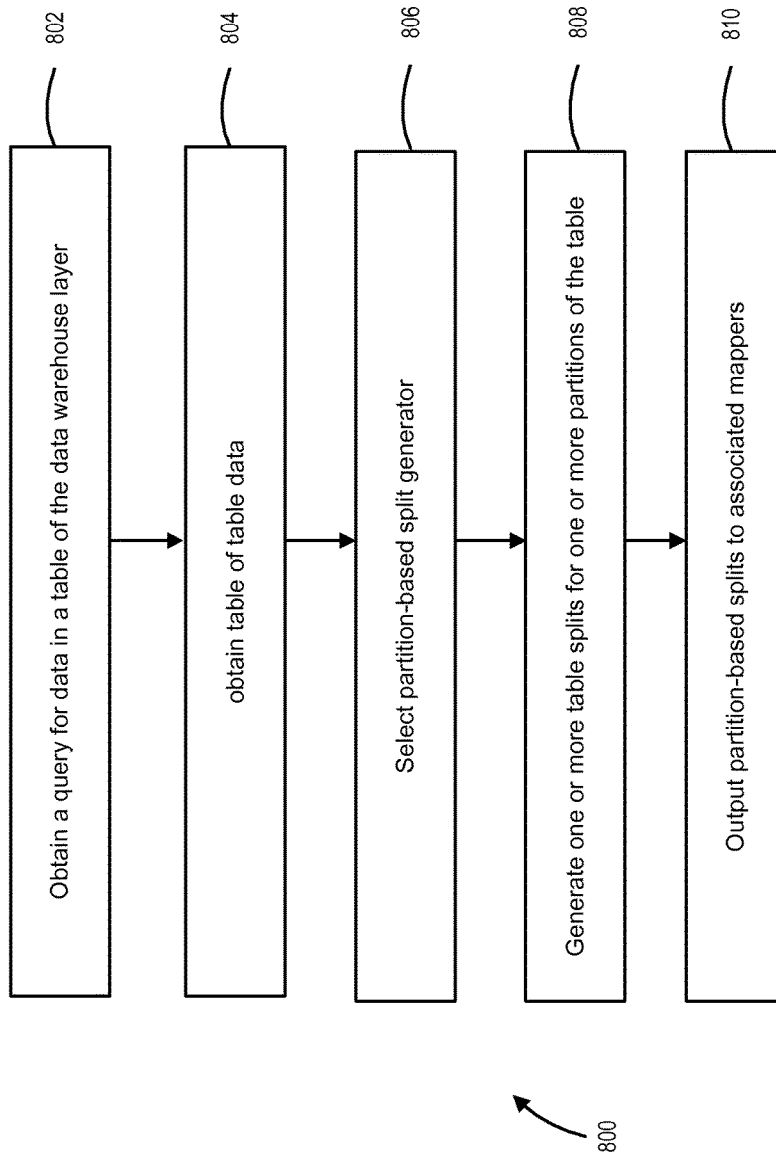 Obtain a query for data in a table of the data warehouse layer
802
obtain table of table data
804
Select partition-based split generator
806
Generate one or more table splits for one or more partitions of the table
808
Output partition-based splits to associated mappers
810
800